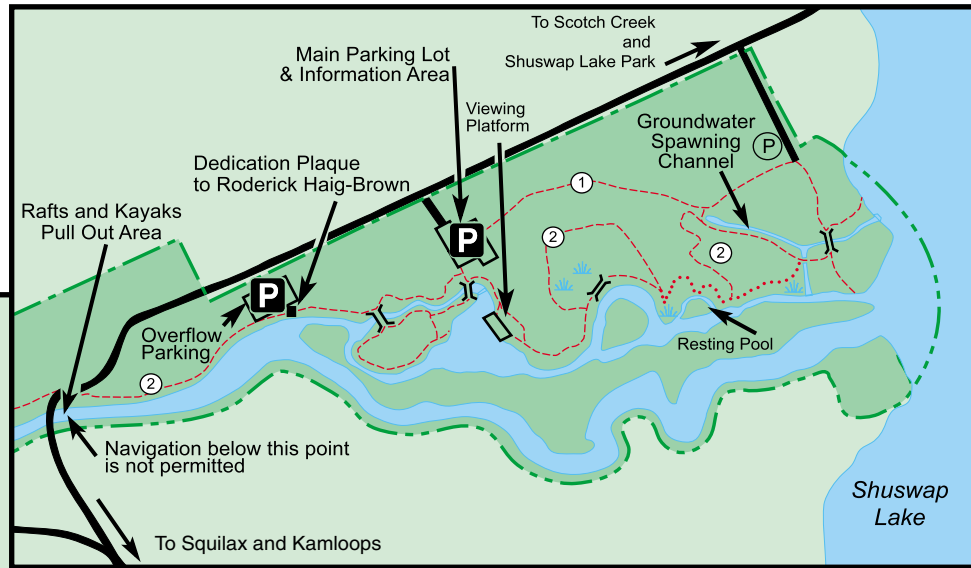 To Scotch Creek
and
Shuswap Lake Park
Main Parking Lot
& Information Area
Viewing
Platform
Groundwater
Spawning
Channel
P
Dedication Plaque
to Roderick Haig-Brown
1
Rafts and Kayaks
Pull Out Area
P
2
2
P
Overflow
Parking
Resting Pool
2
Navigation below this point
is not permitted
Shuswap
Lake
To Squilax and Kamloops